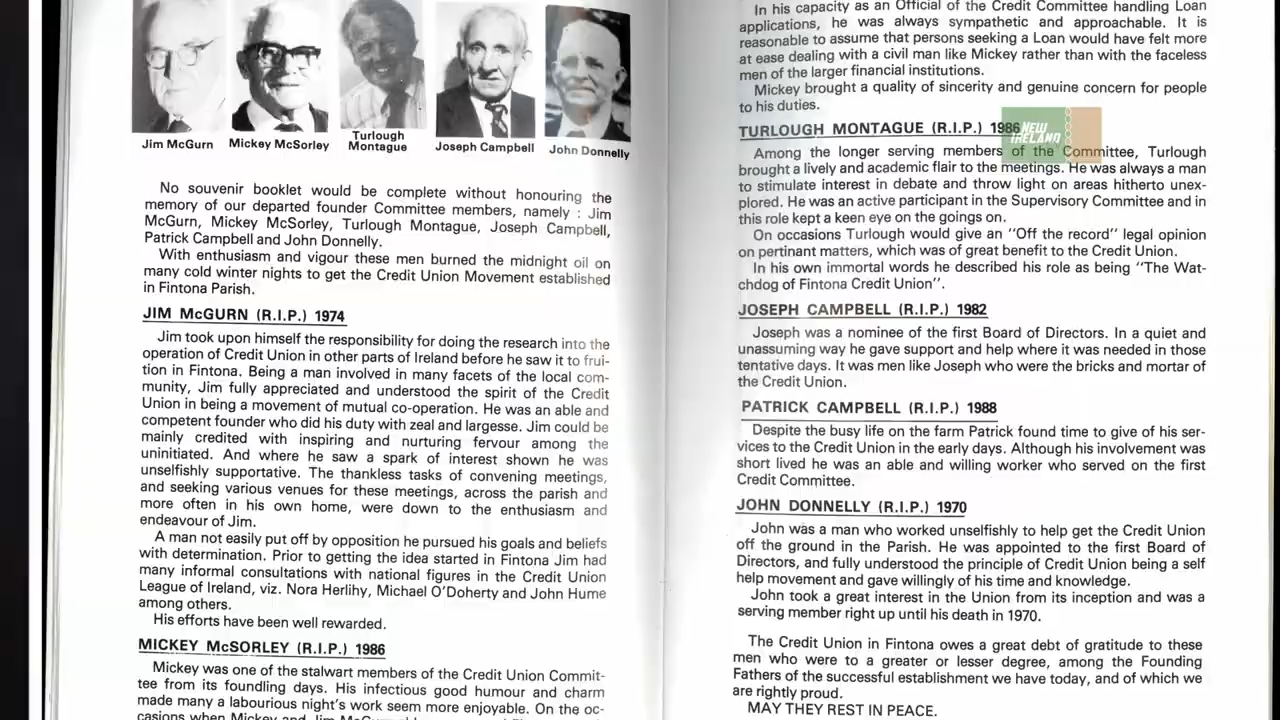 Jim McGurn
Mickey McSorley
Turlough
Montague
Joseph Campbell
John Donnelly
No souvenir booklet would be complete without honouring the
memory of our departed founder Committee members, namely : Jim
McGurn, Mickey McSorley, Turlough Montague, Joseph Campbell,
Patrick Campbell and John Donnelly.
With enthusiasm and vigour these men burned the midnight oil on
many cold winter nights to get the Credit Union Movement established
in Fintona Parish.
JIM McGURN (R.I.P.) 1974
Jim took upon himself the responsibility for doing the research into the
operation of Credit Union in other parts of Ireland before he saw it to frui-
tion in Fintona. Being a man involved in many facets of the local com-
munity, Jim fully appreciated and understood the spirit of the Credit
Union in being a movement of mutual co-operation. He was an able and
competent founder who did his duty with zeal and largesse. Jim could be
mainly credited with inspiring and nurturing fervour among the
uninitiated. And where he saw a spark of interest shown he was
unselfishly supportative. The thankless tasks of convening meetings,
and seeking various venues for these meetings, across the parish and
more often in his own home, were down to the enthusiasm and
endeavour of Jim.
A man not easily put off by opposition he pursued his goals and beliefs
with determination. Prior to getting the idea started in Fintona Jim had
many informal consultations with national figures in the Credit Union
League of Ireland, viz. Nora Herlihy, Michael O'Doherty and John Hume
among others.
His efforts have been well rewarded.
MICKEY McSORLEY (R.I.P.) 1986
Mickey was one of the stalwart members of the Credit Union Commit-
tee from its foundling days. His infectious good humour and charm
made many a labourious night's work seem more enjoyable. On the oc-
casions when Mickey and Jim
In his capacity as an Official of the Credit Committee handling Loan
applications, he was always sympathetic and approachable. It is
reasonable to assume that persons seeking a Loan would have felt more
at ease dealing with a civil man like Mickey rather than with the faceless
men of the larger financial institutions.
Mickey brought a quality of sincerity and genuine concern for people
to his duties.
TURLOUGH MONTAGUE (R.I.P.) 1986
NEW
IRELAND
Among the longer serving members of the Committee, Turlough
brought a lively and academic flair to the meetings. He was always a man
to stimulate interest in debate and throw light on areas hitherto unex-
plored. He was an active participant in the Supervisory Committee and in
this role kept a keen eye on the goings on.
On occasions Turlough would give an "Off the record" legal opinion
on pertinant matters, which was of great benefit to the Credit Union.
In his own immortal words he described his role as being "The Wat-
chdog of Fintona Credit Union".
JOSEPH CAMPBELL (R.I.P.) 1982
Joseph was a nominee of the first Board of Directors. In a quiet and
unassuming way he gave support and help where it was needed in those
tentative days. It was men like Joseph who were the bricks and mortar of
the Credit Union.
PATRICK CAMPBELL (R.I.P.) 1988
Despite the busy life on the farm Patrick found time to give of his ser-
vices to the Credit Union in the early days. Although his involvement was
short lived he was an able and willing worker who served on the first
Credit Committee.
JOHN DONNELLY (R.I.P.) 1970
John was a man who worked unselfishly to help get the Credit Union
off the ground in the Parish. He was appointed to the first Board of
Directors, and fully understood the principle of Credit Union being a self
help movement and gave willingly of his time and knowledge.
John took a great interest in the Union from its inception and was a
serving member right up until his death in 1970.
The Credit Union in Fintona owes a great debt of gratitude to these
men who were to a greater or lesser degree, among the Founding
Fathers of the successful establishment we have today, and of which we
are rightly proud.
MAY THEY REST IN PEACE.